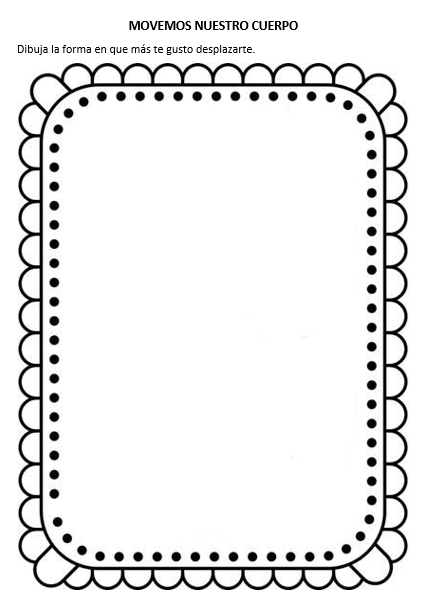 MOVEMOS NUESTRO CUERPO
Dibuja la forma en que más te gusto desplazarte.